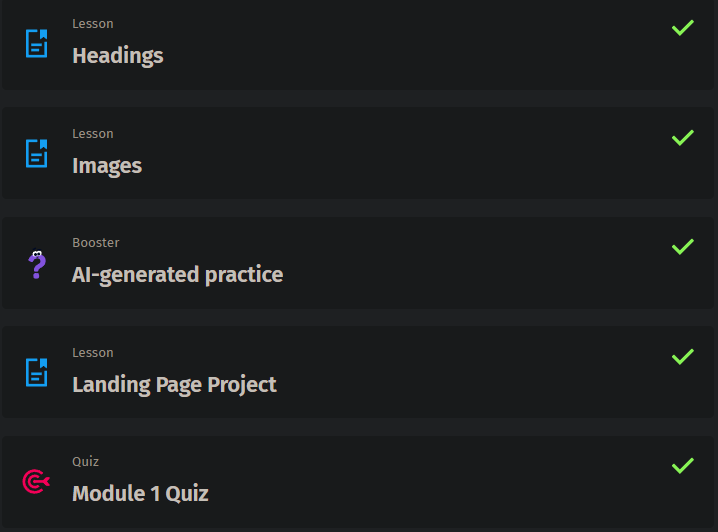 Lesson
Headings
Lesson
Images
Booster
AI-generated practice
Lesson
Landing Page Project
Quiz
Module 1 Quiz